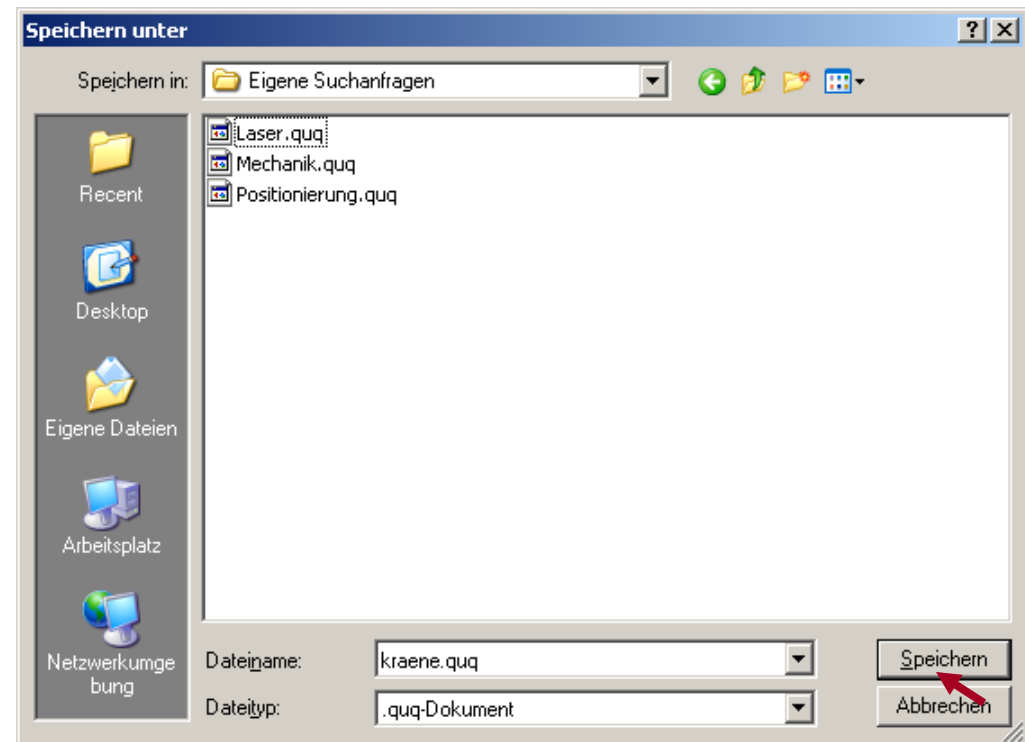 Speichern unter
?
Speichern in: Eigene Suchanfragen
Laser.quq
Mechanik.quq
Positionierung.quq
Recent
Desktop
Eigene Dateien
Arbeitsplatz
Netzwerkumge
bung
Dateiname: kraene.quq Speichern
Dateityp: .quq-Dokument Abbrechen